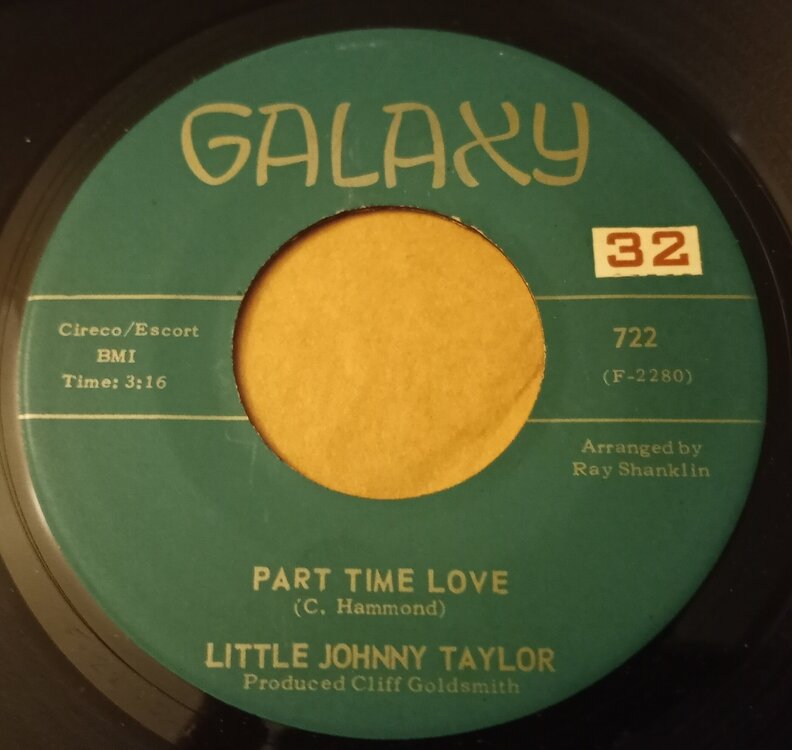 GALAXY
32
Cireco/Escort
BMI
Time: 3:16
722
(F-2280)
Arranged by
Ray Shanklin
PART TIME LOVE
(C. Hammond)
LITTLE JOHNNY TAYLOR
Produced Cliff Goldsmith